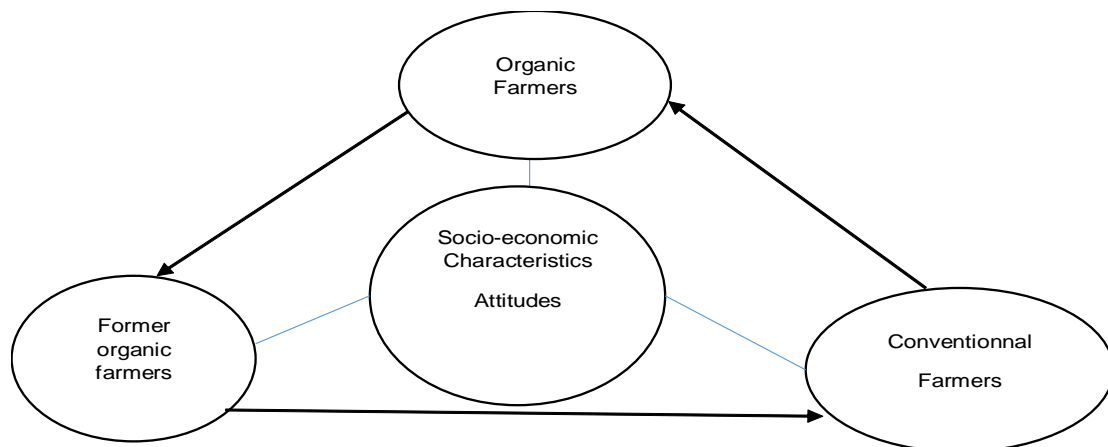 Organic
Farmers
Socio-economic
Characteristics
Attitudes
Former
organic
farmers
Conventionnal
Farmers